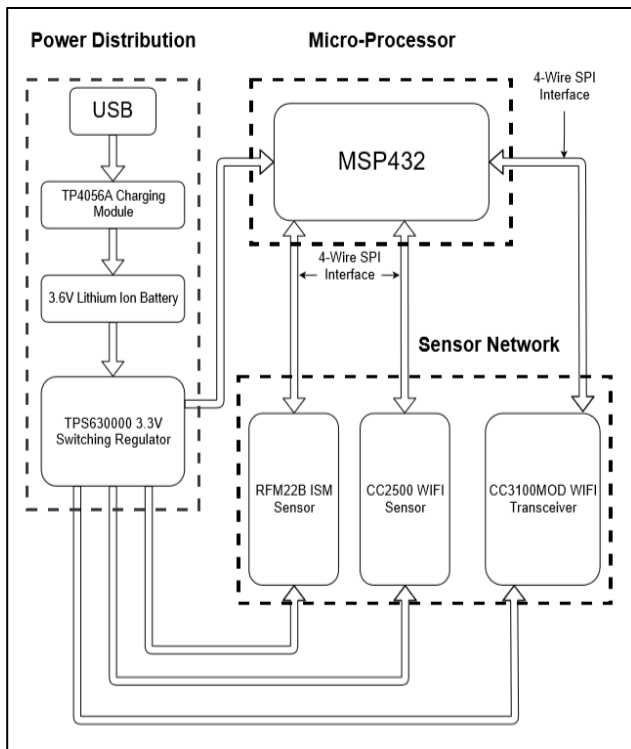 Power Distribution
Micro-Processor
4-Wire SPI
Interface
USB
MSP432
TP4056A Charging
Module
4-Wire SPI
Interface
3.6V Lithium Ion Battery
Sensor Network
TPS630000 3.3V
Switching Regulator
RFM22B ISM
Sensor
CC2500 WIFI
Sensor
CC3100MOD WIFI
Transceiver